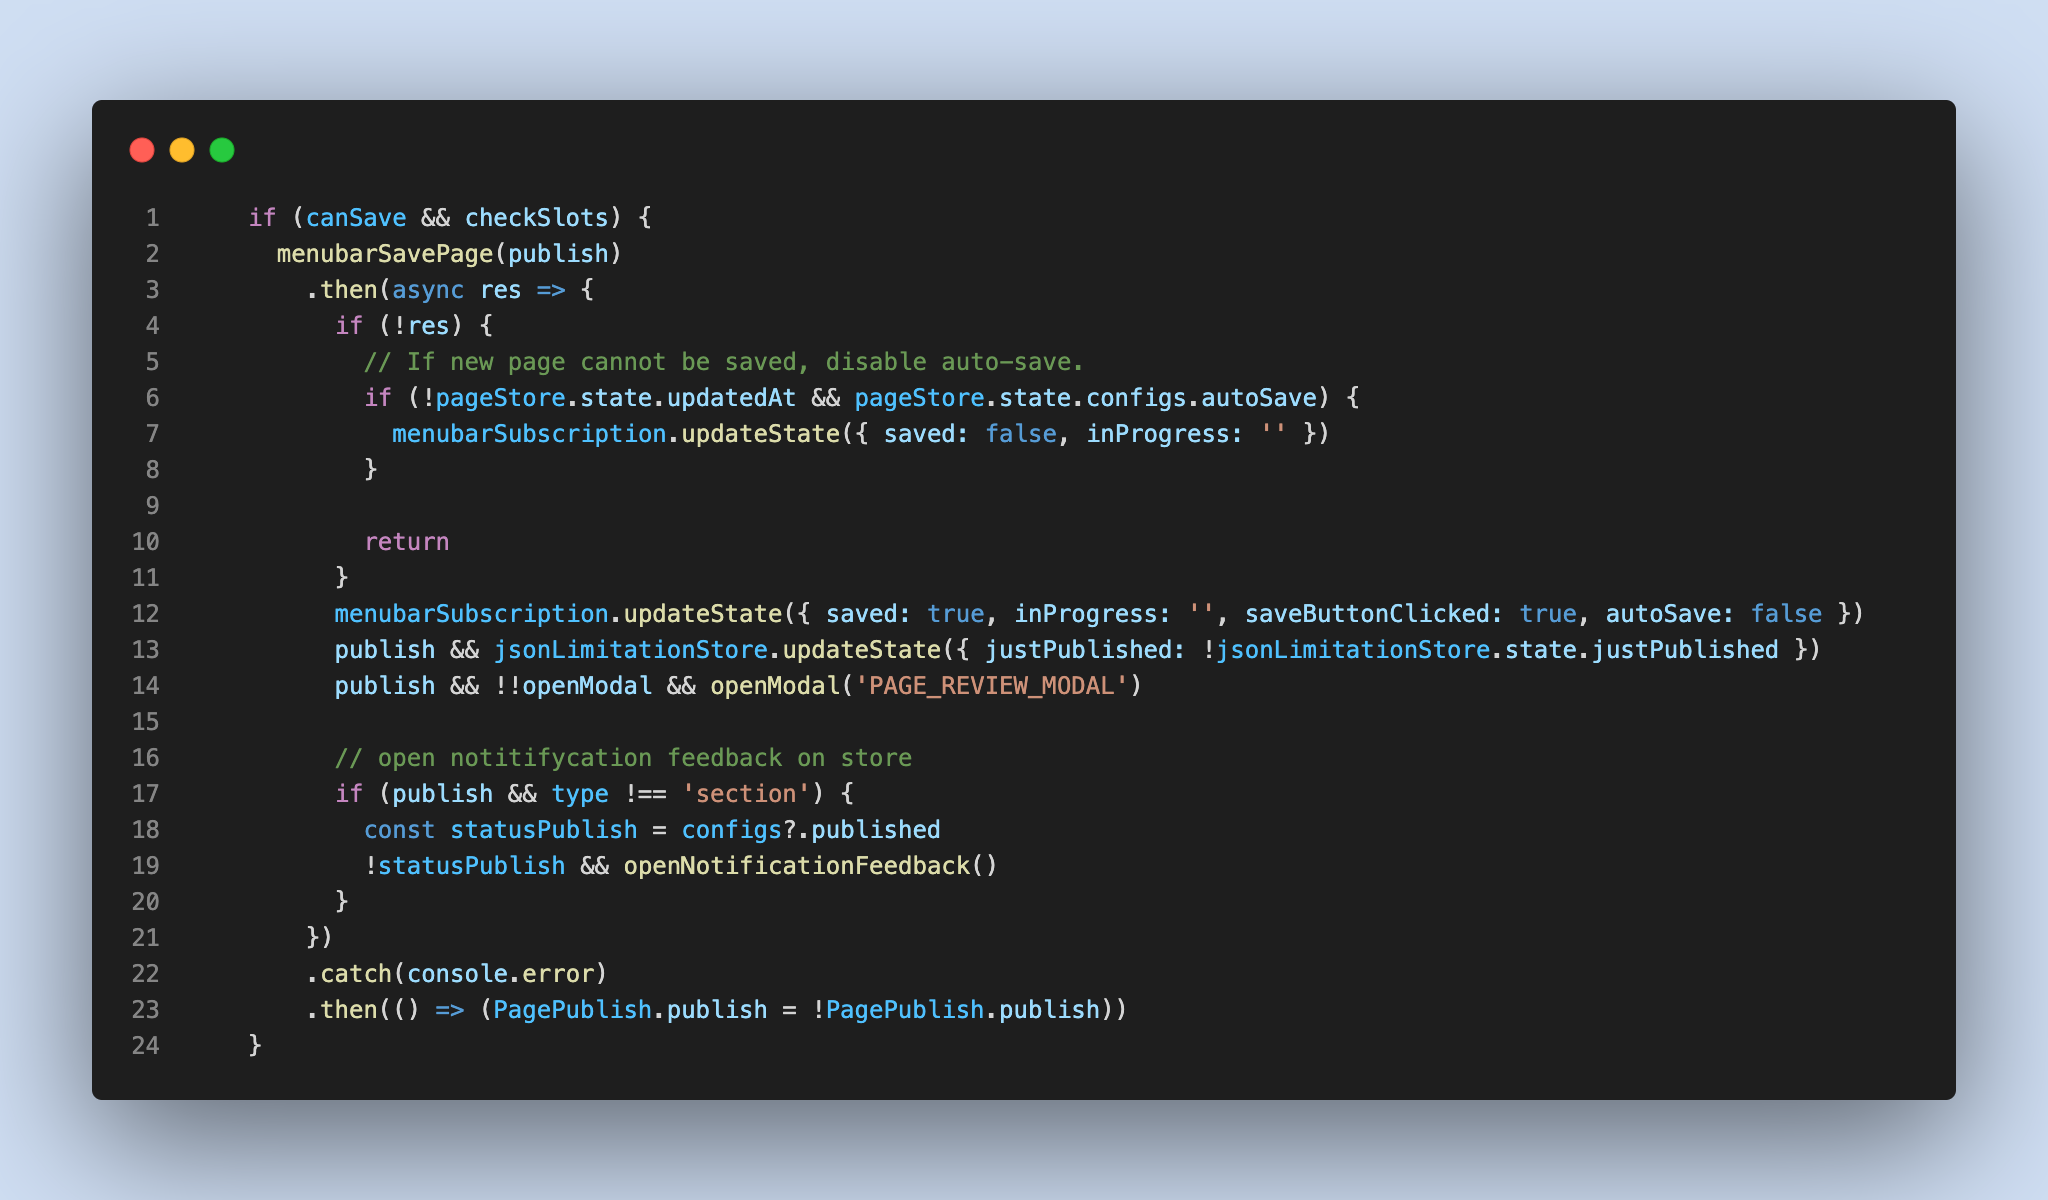 1 if (canSave && checkSlots) {
2 menubarSavePage(publish)
3 .then(async res => {
4 if (!res) {
5 // If new page cannot be saved, disable auto-save.
6 if (!pageStore.state.updatedAt && pageStore.state.configs.autoSave) {
7 menubarSubscription.updateState({ saved: false, inProgress: '' })
8 }
9
10 return
11 }
12 menubarSubscription.updateState({ saved: true, inProgress: '', saveButtonClicked: true, autoSave: false })
13 publish && jsonLimitationStore.updateState({ justPublished: !jsonLimitationStore.state.justPublished })
14 publish && !!openModal && openModal('PAGE_REVIEW_MODAL')
15
16 // open notitifycation feedback on store
17 if (publish && type !== 'section') {
18 const statusPublish = configs?.published
19 !statusPublish && openNotificationFeedback()
20 }
21 })
22 .catch(console.error)
23 .then(() => (PagePublish.publish = !PagePublish.publish))
24 }